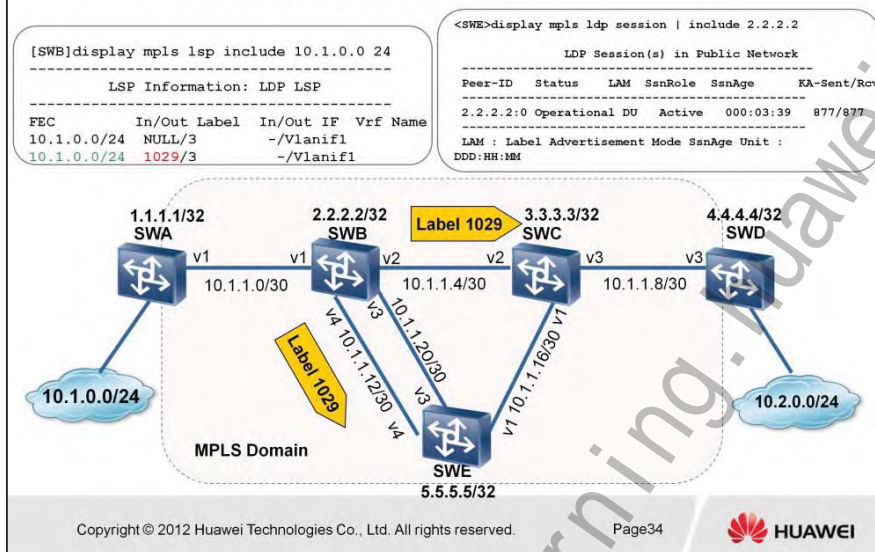 [SWB]display mpls lsp include 10.1.0.0 24
LSP Information: LDP LSP
FEC In/Out Label In/Out IF Vrf Name
10.1.0.0/24 NULL/3 -/Vlanif1
10.1.0.0/24 1029/3 -/Vlanif1
<SWE>display mpls ldp session | include 2.2.2.2
LDP Session(s) in Public Network
Peer-ID Status LAM SsnRole SsnAge KA-Sent/Rcv
2.2.2.2:0 Operational DU Active 000:03:39 877/877
LAM : Label Advertisement Mode SsnAge Unit :
DDD:HH:MM
1.1.1.1/32
SWA
2.2.2.2/32
SWB
Label 1029
3.3.3.3/32
SWC
4.4.4.4/32
SWD
v1
v1
v2
v2
v3
v3
10.1.1.0/30
10.1.1.4/30
10.1.1.8/30
v4 10.1.1.12/30 v4
v3 10.1.1.20/30 v3
v1 10.1.1.16/30 v1
Label 1029
10.1.0.0/24
10.2.0.0/24
MPLS Domain
SWE
5.5.5.5/32
Copyright © 2012 Huawei Technologies Co., Ltd. All rights reserved.
Page34
HUAWEI
rning.huawe